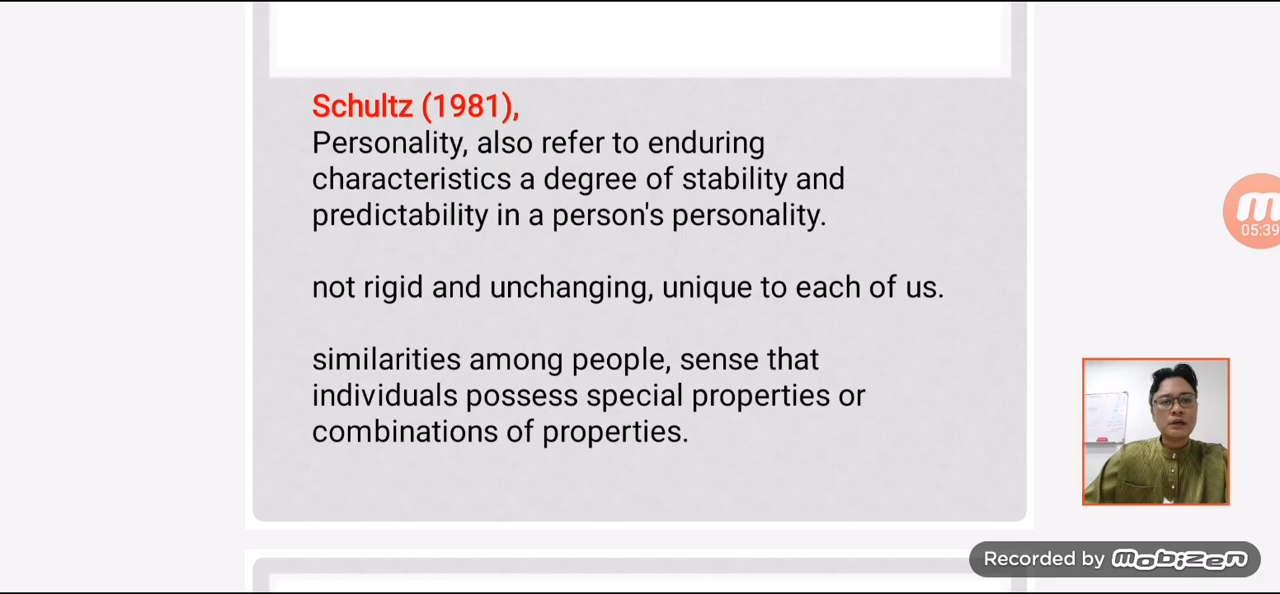 Schultz (1981),
Personality, also refer to enduring
characteristics a degree of stability and
predictability in a person's personality.
not rigid and unchanging, unique to each of us.
similarities among people, sense that
individuals possess special properties or
combinations of properties.
05:39
Recorded by Mobizen